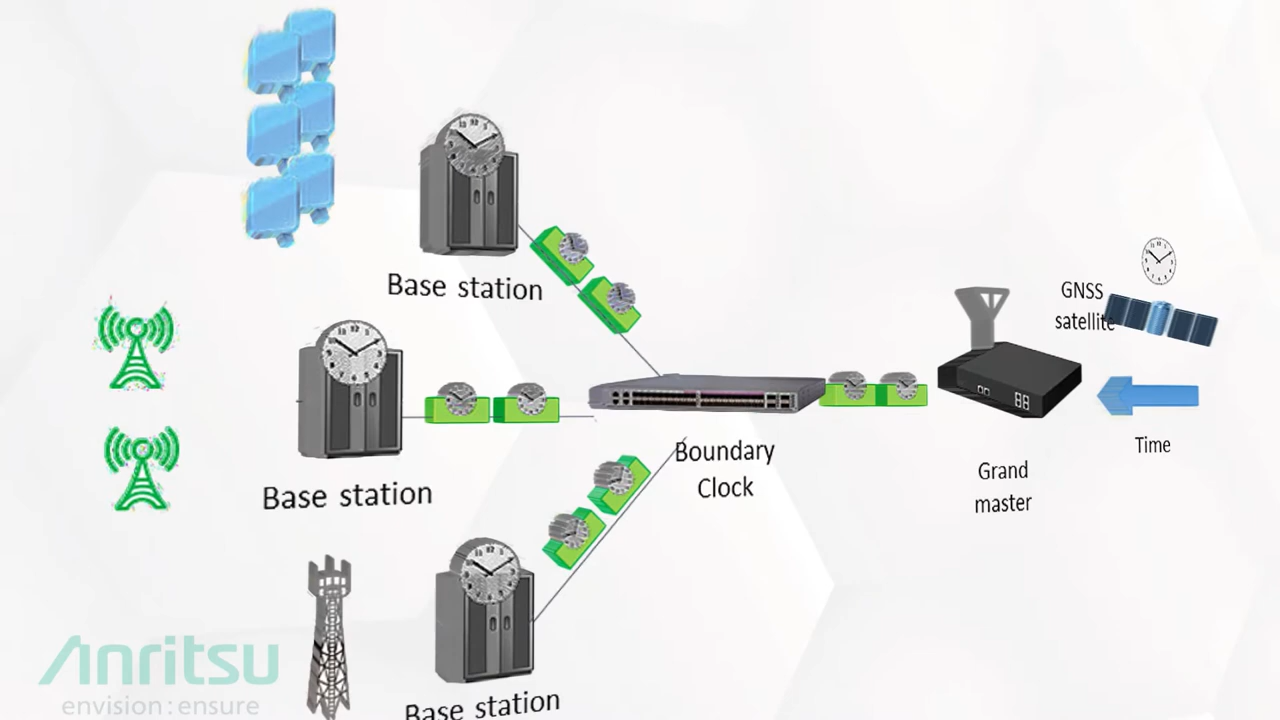 Base station
GNSS
satellite
Base station
Boundary
Clock
Time
Grand
master
Base station
Anritsu
envision : ensure